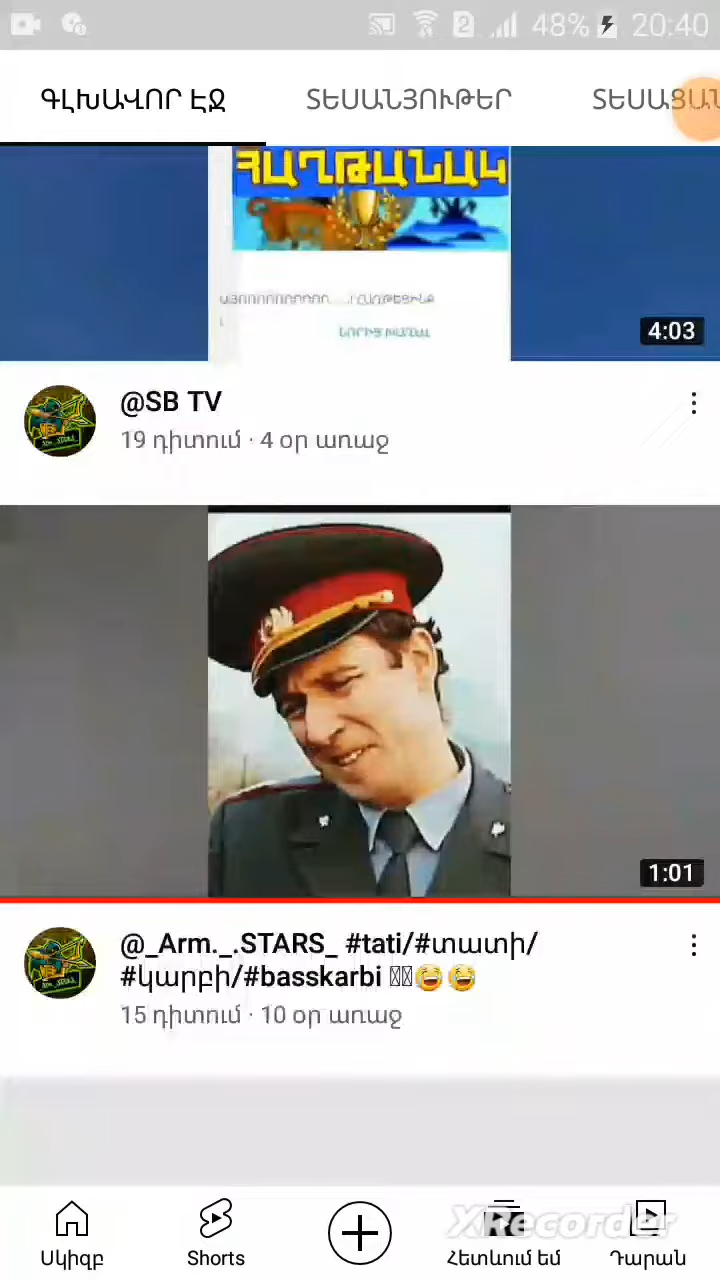 48% 20:40
ԳԼԽԱՎՈՐ ԷՋ ՏԵՍԱՆՅՈՒԹԵՐ
ՀԱՂԹԱՆԱԿ
4:03
@SB TV
19 դիտում · 4 օր առաջ
1:01
@_Arm._.STARS_ #tati/#տատի/
#կարբի/#basskarbi 😂😂
15 դիտում · 10 օր առաջ
XRecorder
Սկիզբ Shorts Հետևում եմ Դարան